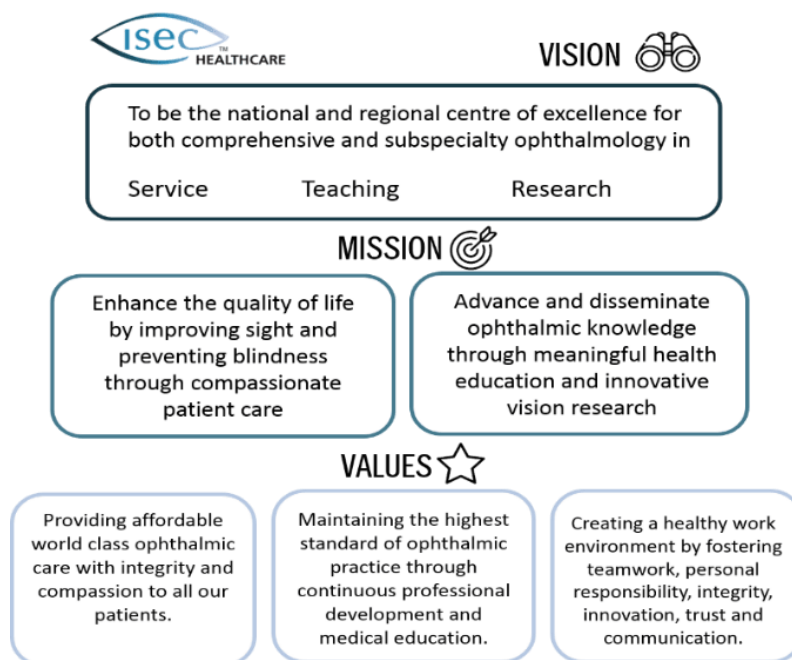 ISEC™
HEALTHCARE
VISION
To be the national and regional centre of excellence for
both comprehensive and subspecialty ophthalmology in
Service Teaching Research
MISSION
Enhance the quality of life
by improving sight and
preventing blindness
through compassionate
patient care
Advance and disseminate
ophthalmic knowledge
through meaningful health
education and innovative
vision research
VALUES
Providing affordable
world class ophthalmic
care with integrity and
compassion to all our
patients.
Maintaining the highest
standard of ophthalmic
practice through
continuous professional
development and
medical education.
Creating a healthy work
environment by fostering
teamwork, personal
responsibility, integrity,
innovation, trust and
communication.